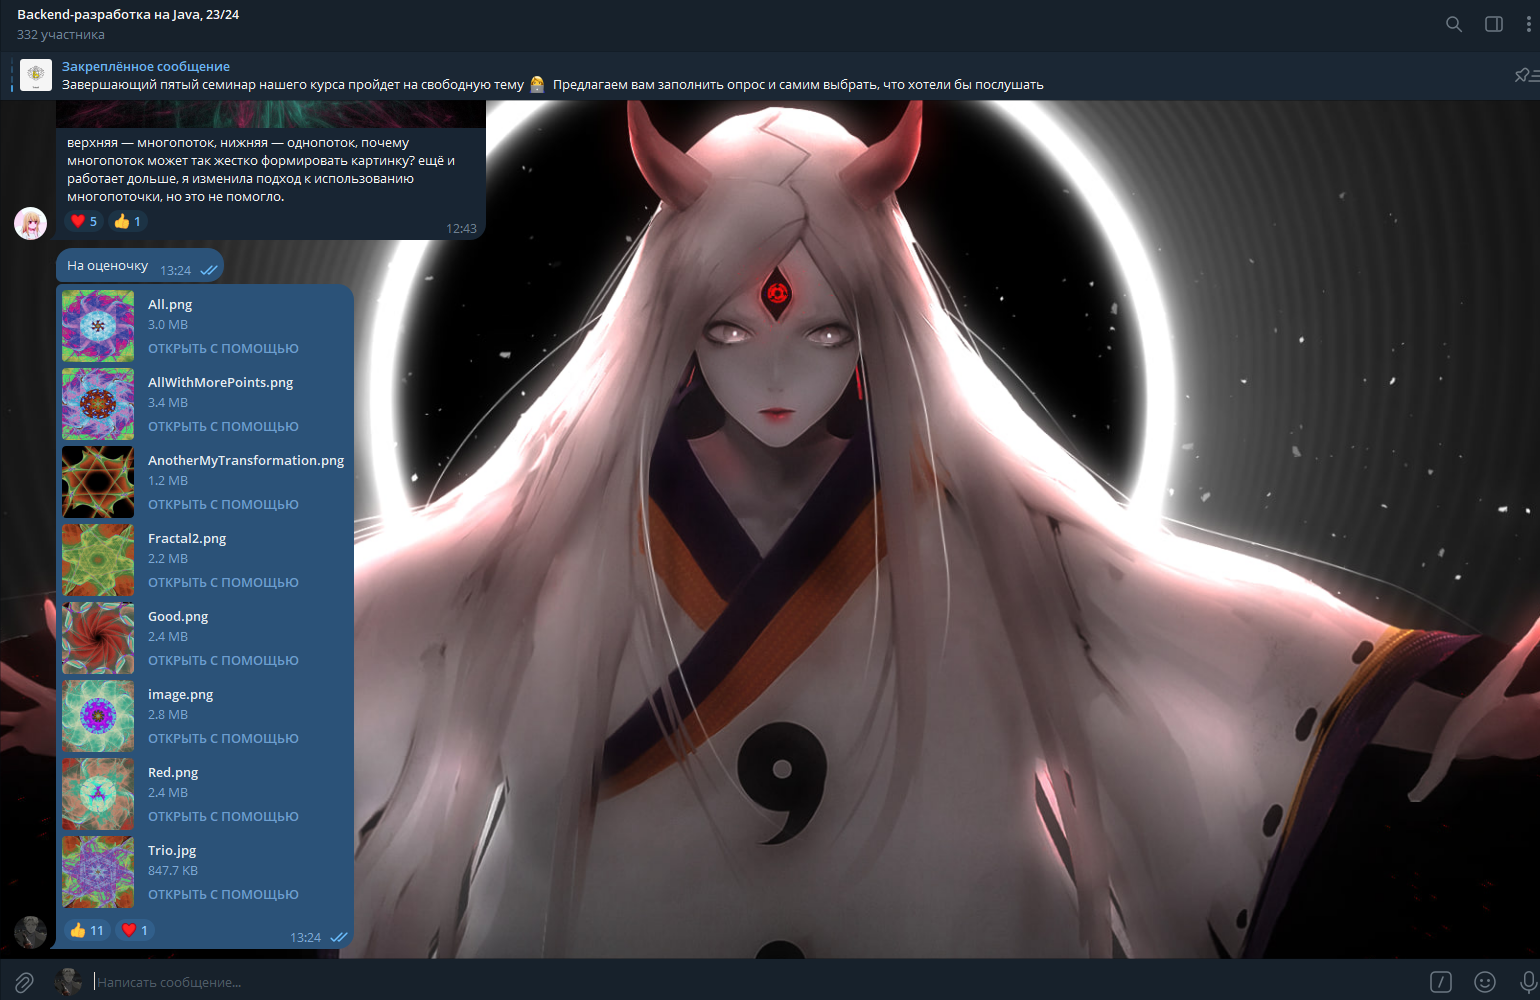 Backend-разработка на Java, 23/24
332 участника
Закреплённое сообщение
Завершающий пятый семинар нашего курса пройдет на свободную тему 🙋 Предлагаем вам заполнить опрос и самим выбрать, что хотели бы послушать
верхняя — многопоток, нижняя — однопоток, почему
многопоток может так жестко формировать картинку? ещё и
работает дольше, я изменила подход к использованию
многопоточки, но это не помогло.
❤️ 5 👍 1
12:43
На оценочку 13:24
All.png
3.0 MB
ОТКРЫТЬ С ПОМОЩЬЮ
AllWithMorePoints.png
3.4 MB
ОТКРЫТЬ С ПОМОЩЬЮ
AnotherMyTransformation.png
1.2 MB
ОТКРЫТЬ С ПОМОЩЬЮ
Fractal2.png
2.2 MB
ОТКРЫТЬ С ПОМОЩЬЮ
Good.png
2.4 MB
ОТКРЫТЬ С ПОМОЩЬЮ
image.png
2.8 MB
ОТКРЫТЬ С ПОМОЩЬЮ
Red.png
2.4 MB
ОТКРЫТЬ С ПОМОЩЬЮ
Trio.jpg
847.7 KB
ОТКРЫТЬ С ПОМОЩЬЮ
👍 11 ❤️ 1
13:24
Написать сообщение...